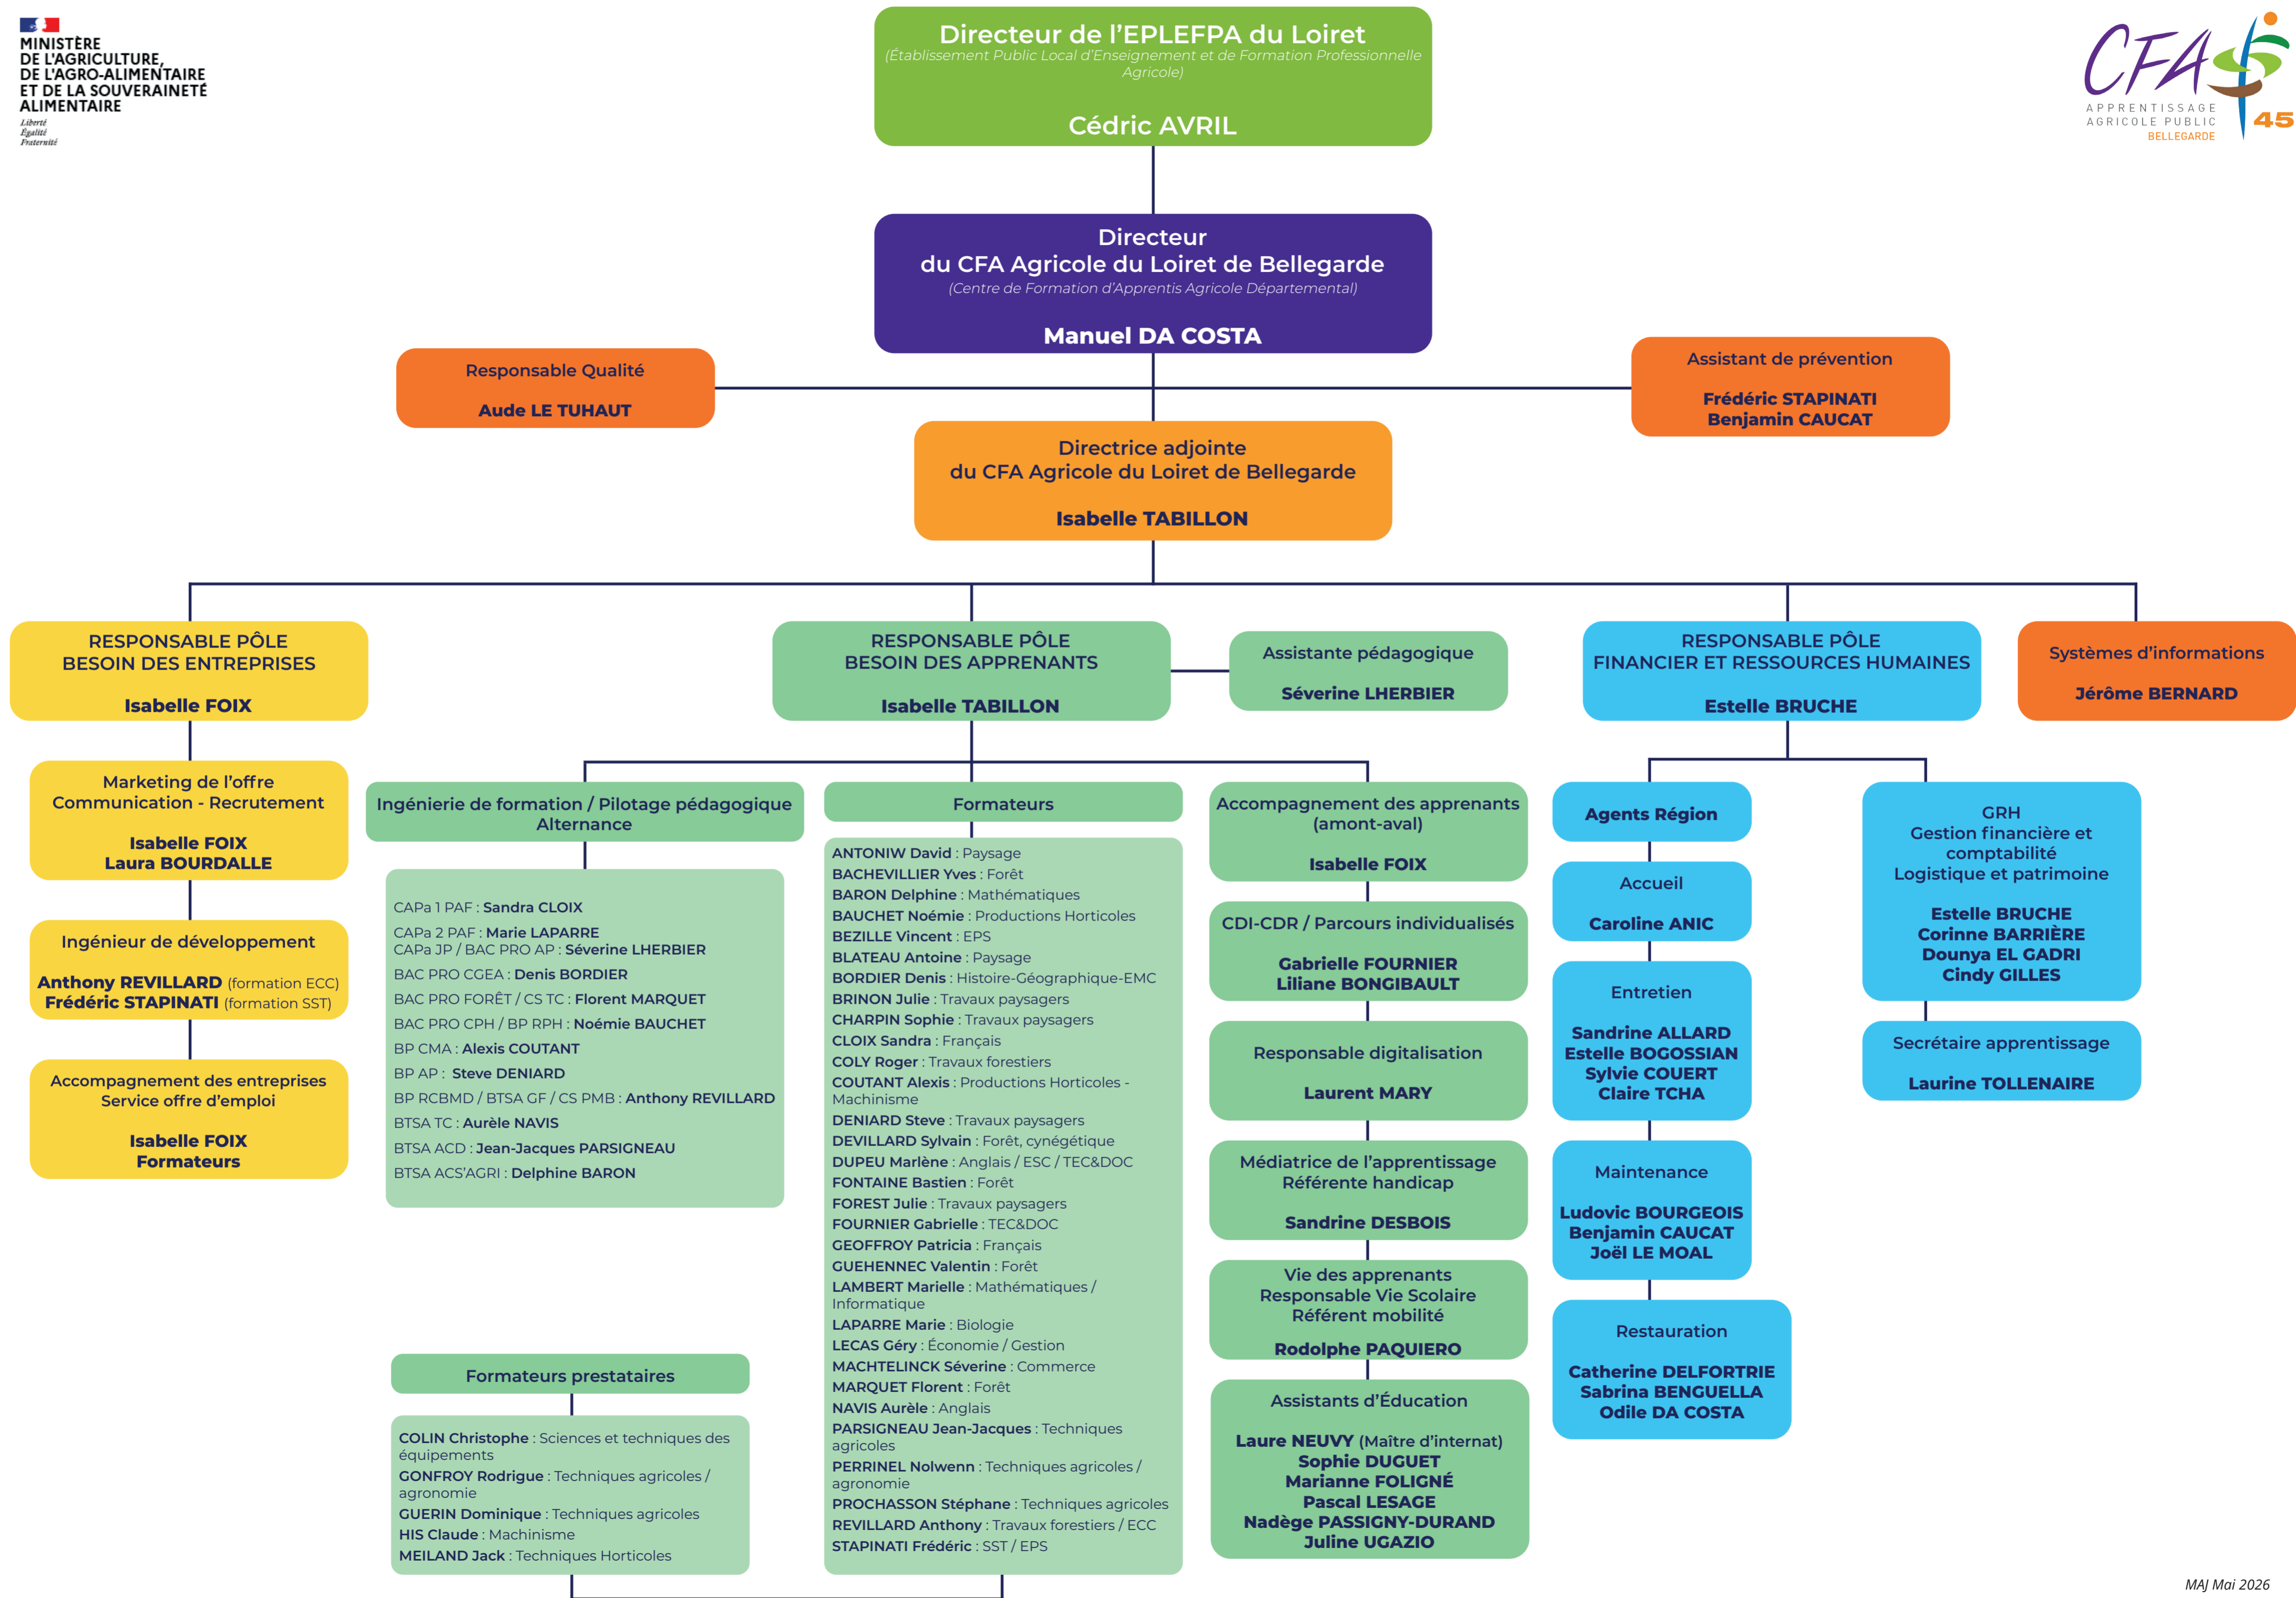 MINISTÈRE
DE L'AGRICULTURE,
DE L'AGRO-ALIMENTAIRE
ET DE LA SOUVERAINETÉ
ALIMENTAIRE
Liberté
Égalité
Fraternité
Directeur de l'EPLEFPA du Loiret
(Établissement Public Local d'Enseignement et de Formation Professionnelle
Agricole)
Cédric AVRIL
CFA
APPRENTISSAGE
AGRICOLE PUBLIC
BELLEGARDE
45
Directeur
du CFA Agricole du Loiret de Bellegarde
(Centre de Formation d'Apprentis Agricole Départemental)
Manuel DA COSTA
Responsable Qualité
Aude LE TUHAUT
Assistant de prévention
Frédéric STAPINATI
Benjamin CAUCAT
Directrice adjointe
du CFA Agricole du Loiret de Bellegarde
Isabelle TABILLON
RESPONSABLE PÔLE
BESOIN DES ENTREPRISES
Isabelle FOIX
RESPONSABLE PÔLE
BESOIN DES APPRENANTS
Isabelle TABILLON
Assistante pédagogique
Séverine LHERBIER
RESPONSABLE PÔLE
FINANCIER ET RESSOURCES HUMAINES
Estelle BRUCHE
Systèmes d'informations
Jérôme BERNARD
Marketing de l'offre
Communication - Recrutement
Isabelle FOIX
Laura BOURDALLE
Ingénieur de développement
Anthony REVILLARD (formation ECC)
Frédéric STAPINATI (formation SST)
Accompagnement des entreprises
Service offre d'emploi
Isabelle FOIX
Formateurs
Ingénierie de formation / Pilotage pédagogique
Alternance
CAPa 1 PAF : Sandra CLOIX
CAPa 2 PAF : Marie LAPARRE
CAPa JP / BAC PRO AP : Séverine LHERBIER
BAC PRO CGEA : Denis BORDIER
BAC PRO FORÊT / CS TC : Florent MARQUET
BAC PRO CPH / BP RPH : Noémie BAUCHET
BP CMA : Alexis COUTANT
BP AP :  Steve DENIARD
BP RCBMD / BTSA GF / CS PMB : Anthony REVILLARD
BTSA TC : Aurèle NAVIS
BTSA ACD : Jean-Jacques PARSIGNEAU
BTSA ACS'AGRI : Delphine BARON
Formateurs prestataires
COLIN Christophe : Sciences et techniques des
équipements
GONFROY Rodrigue : Techniques agricoles /
agronomie
GUERIN Dominique : Techniques agricoles
HIS Claude : Machinisme
MEILAND Jack : Techniques Horticoles
Formateurs
ANTONIW David : Paysage
BACHEVILLIER Yves : Forêt
BARON Delphine : Mathématiques
BAUCHET Noémie : Productions Horticoles
BEZILLE Vincent : EPS
BLATEAU Antoine : Paysage
BORDIER Denis : Histoire-Géographique-EMC
BRINON Julie : Travaux paysagers
CHARPIN Sophie : Travaux paysagers
CLOIX Sandra : Français
COLY Roger : Travaux forestiers
COUTANT Alexis : Productions Horticoles -
Machinisme
DENIARD Steve : Travaux paysagers
DEVILLARD Sylvain : Forêt, cynégétique
DUPEU Marlène : Anglais / ESC / TEC&DOC
FONTAINE Bastien : Forêt
FOREST Julie : Travaux paysagers
FOURNIER Gabrielle : TEC&DOC
GEOFFROY Patricia : Français
GUEHENNEC Valentin : Forêt
LAMBERT Marielle : Mathématiques /
Informatique
LAPARRE Marie : Biologie
LECAS Géry : Économie / Gestion
MACHTELINCK Séverine : Commerce
MARQUET Florent : Forêt
NAVIS Aurèle : Anglais
PARSIGNEAU Jean-Jacques : Techniques
agricoles
PERRINEL Nolwenn : Techniques agricoles /
agronomie
PROCHASSON Stéphane : Techniques agricoles
REVILLARD Anthony : Travaux forestiers / ECC
STAPINATI Frédéric : SST / EPS
Accompagnement des apprenants
(amont-aval)
Isabelle FOIX
CDI-CDR / Parcours individualisés
Gabrielle FOURNIER
Liliane BONGIBAULT
Responsable digitalisation
Laurent MARY
Médiatrice de l'apprentissage
Référente handicap
Sandrine DESBOIS
Vie des apprenants
Responsable Vie Scolaire
Référent mobilité
Rodolphe PAQUIERO
Assistants d'Éducation
Laure NEUVY (Maître d'internat)
Sophie DUGUET
Marianne FOLIGNÉ
Pascal LESAGE
Nadège PASSIGNY-DURAND
Juline UGAZIO
Agents Région
Accueil
Caroline ANIC
Entretien
Sandrine ALLARD
Estelle BOGOSSIAN
Sylvie COUERT
Claire TCHA
Maintenance
Ludovic BOURGEOIS
Benjamin CAUCAT
Joël LE MOAL
Restauration
Catherine DELFORTRIE
Sabrina BENGUELLA
Odile DA COSTA
GRH
Gestion financière et
comptabilité
Logistique et patrimoine
Estelle BRUCHE
Corinne BARRIÈRE
Dounya EL GADRI
Cindy GILLES
Secrétaire apprentissage
Laurine TOLLENAIRE
MAJ Mai 2026